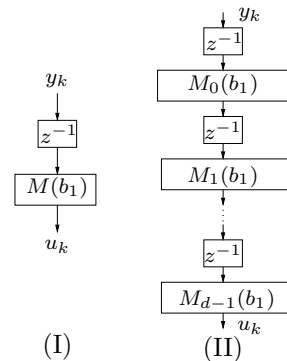 $y_k$
$z^{-1}$
$M(b_1)$
$u_k$
(I)
$y_k$
$z^{-1}$
$M_0(b_1)$
$z^{-1}$
$M_1(b_1)$
$z^{-1}$
$M_{d-1}(b_1)$
$u_k$
(II)